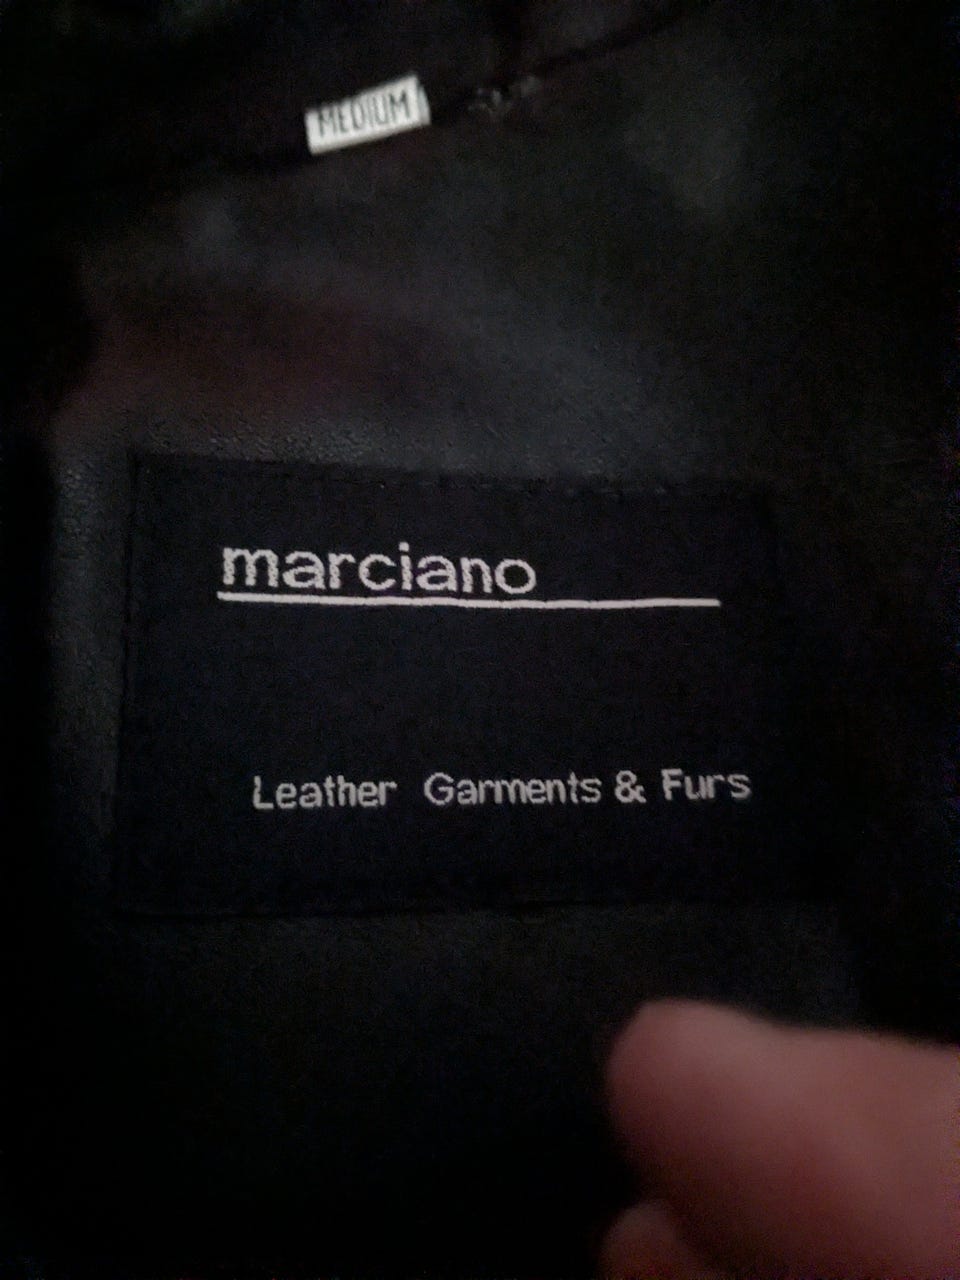 MEDIUM
marciano
Leather Garments & Furs